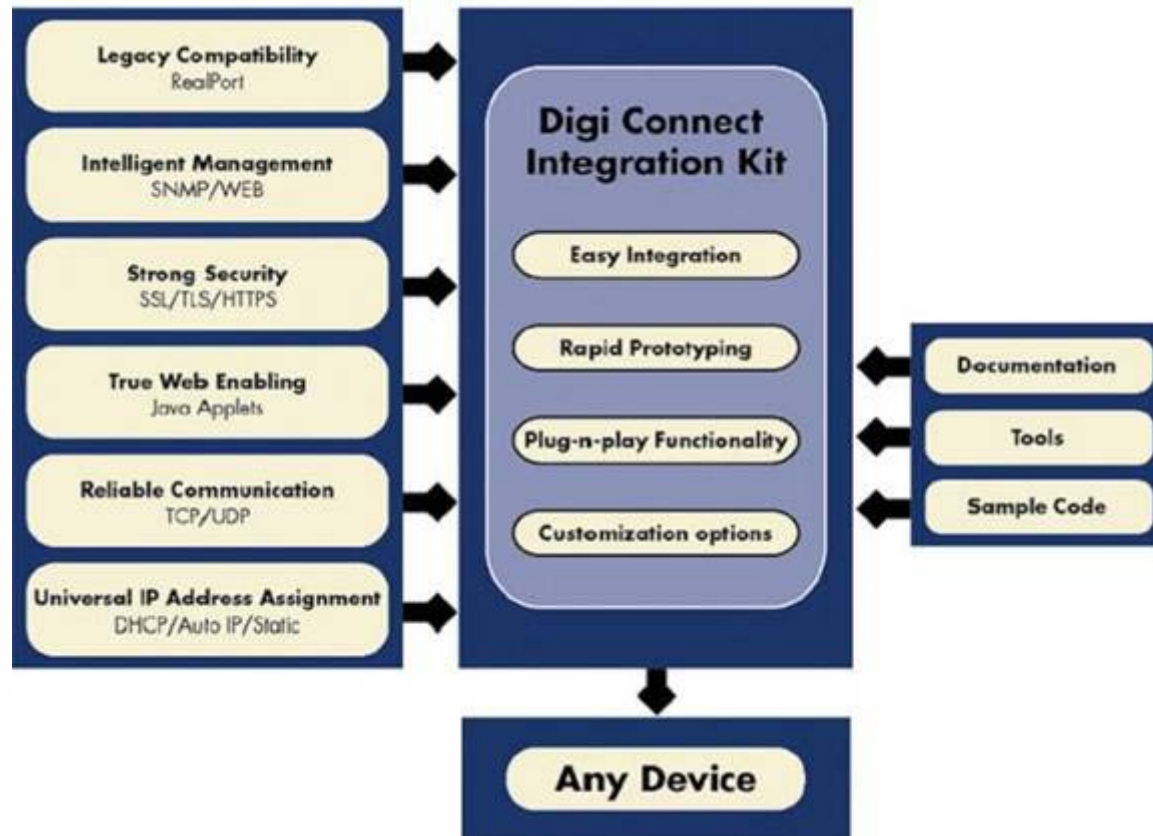 Legacy Compatibility
RealPort
Intelligent Management
SNMP/WEB
Strong Security
SSL/TLS/HTTPS
True Web Enabling
Java Applets
Reliable Communication
TCP/UDP
Universal IP Address Assignment
DHCP/Auto IP/Static
Digi Connect
Integration Kit
Easy Integration
Rapid Prototyping
Plug-n-play Functionality
Customization options
Documentation
Tools
Sample Code
Any Device